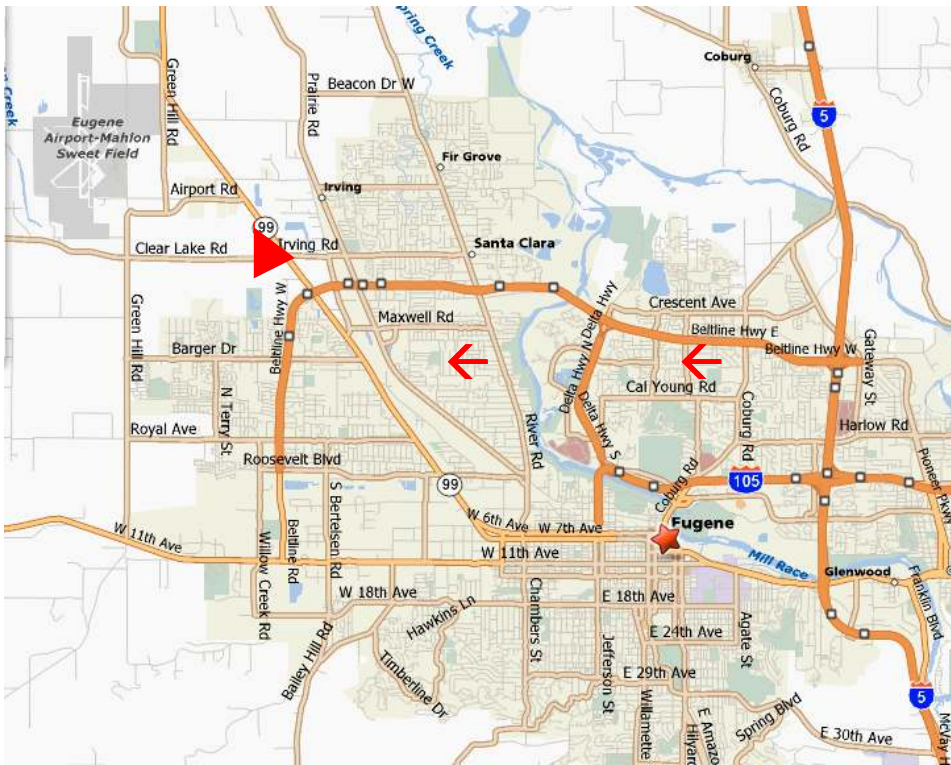 Spring Creek
Coburg
Green Hill Rd
Prairie Rd
Beacon Dr W
Coburg Rd
5
Eugene
Airport-Mahlon
Sweet Field
Fir Grove
Airport Rd
Irving
99
Clear Lake Rd
Irving Rd
Santa Clara
Beltline Hwy W
Green Hill Rd
Maxwell Rd
Delta Hwy
Crescent Ave
Beltline Hwy E
Beltline Hwy W
Gateway St
Barger Dr
N Terry St
Delta Hwy N
Cal Young Rd
Delta Hwy S
Coburg Rd
Harlow Rd
Royal Ave
River Rd
Roosevelt Blvd
99
Coburg Rd
105
Pioneer Pkwy
S Bertelsen Rd
W 11th Ave
W 6th Ave
W 7th Ave
Eugene
W 11th Ave
Mill Race
Willow Creek Rd
Beltline Rd
Glenwood
Franklin Blvd
W 18th Ave
Hawkins Ln
Chambers St
E 18th Ave
Agate St
Bailey Hill Rd
Timberline Dr
Jefferson St
E 24th Ave
E 29th Ave
Willamette
E Amazon
Hilyard
Spring Blvd
E 30th Ave
5